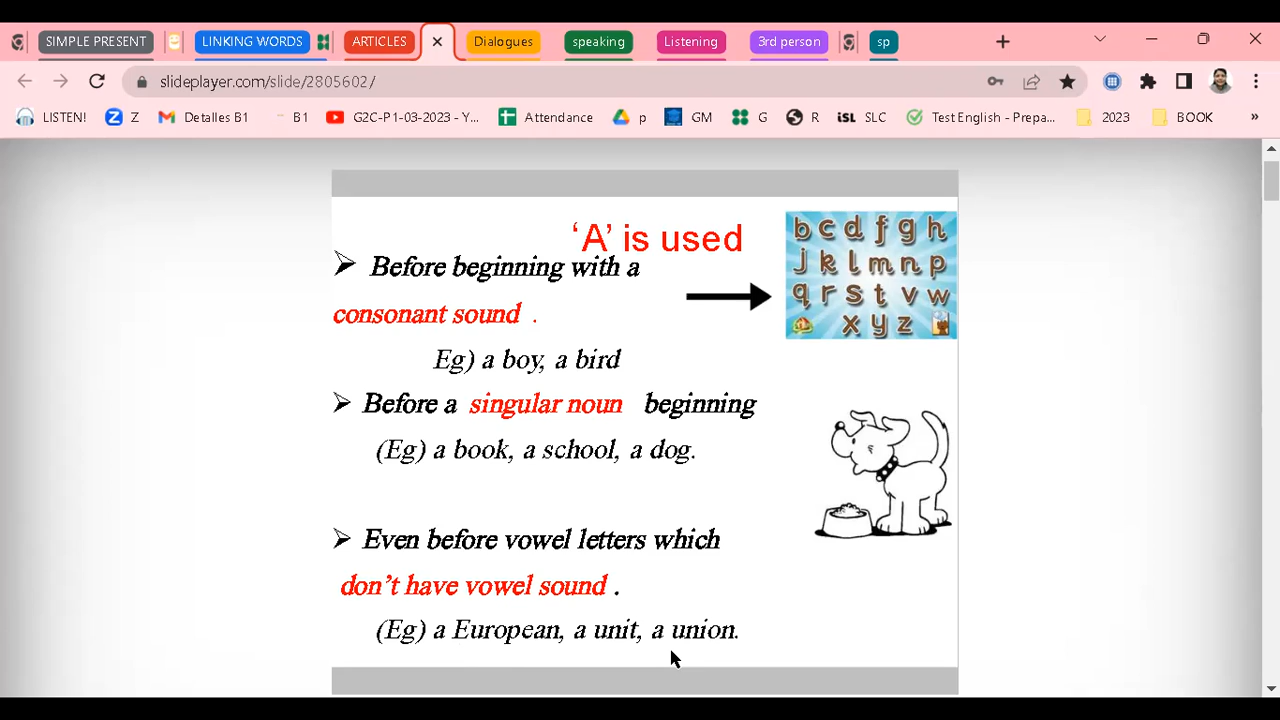 SIMPLE PRESENT
LINKING WORDS
ARTICLES
Dialogues
speaking
Listening
3rd person
sp
slideplayer.com/slide/2805602/
LISTEN!
Z
Detalles B1
B1
G2C-P1-03-2023 - Y...
Attendance
p
GM
G
R
iSL SLC
Test English - Prepa...
2023
BOOK
‘A’ is used
Before beginning with a
consonant sound .
Eg) a boy, a bird
Before a singular noun beginning
(Eg) a book, a school, a dog.
Even before vowel letters which
don’t have vowel sound .
(Eg) a European, a unit, a union.
b c d f g h
j k l m n p
q r s t v w
x y z